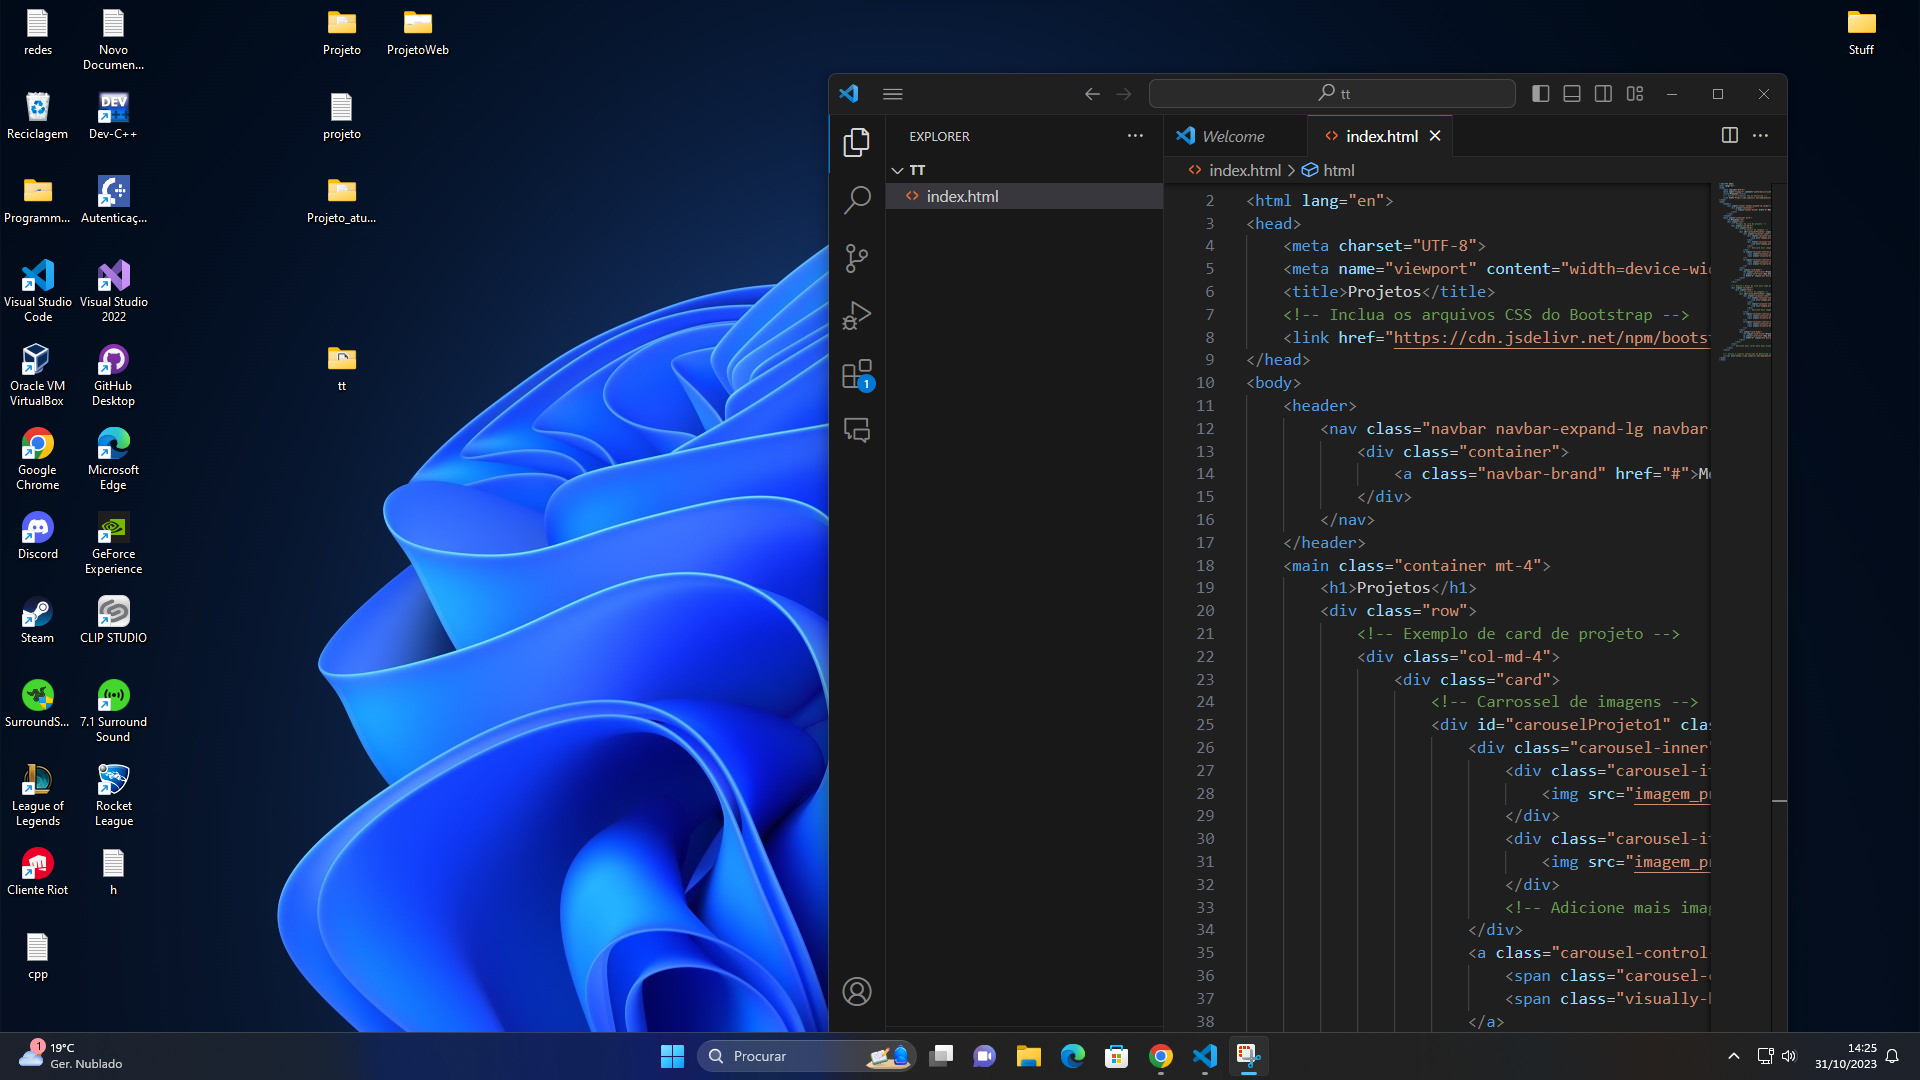 redes
Novo
Documen...
Projeto
ProjetoWeb
Stuff
Reciclagem
Dev-C++
projeto
Programm...
Autenticaç...
Projeto_atu...
Visual Studio
Code
Visual Studio
2022
Oracle VM
VirtualBox
GitHub
Desktop
tt
Google
Chrome
Microsoft
Edge
Discord
GeForce
Experience
Steam
CLIP STUDIO
SurroundS...
7.1 Surround
Sound
League of
Legends
Rocket
League
Cliente Riot
h
cpp
DEV
tt
EXPLORER
TT
index.html
1
Welcome
index.html
index.html > html
2 <html lang="en">
3 <head>
4 <meta charset="UTF-8">
5 <meta name="viewport" content="width=device-wi
6 <title>Projetos</title>
7 <!-- Inclua os arquivos CSS do Bootstrap -->
8 <link href="https://cdn.jsdelivr.net/npm/boots
9 </head>
10 <body>
11 <header>
12 <nav class="navbar navbar-expand-lg navbar-
13 <div class="container">
14 <a class="navbar-brand" href="#">M
15 </div>
16 </nav>
17 </header>
18 <main class="container mt-4">
19 <h1>Projetos</h1>
20 <div class="row">
21 <!-- Exemplo de card de projeto -->
22 <div class="col-md-4">
23 <div class="card">
24 <!-- Carrossel de imagens -->
25 <div id="carouselProjeto1" clas
26 <div class="carousel-inner"
27 <div class="carousel-i
28 <img src="imagem_p
29 </div>
30 <div class="carousel-i
31 <img src="imagem_p
32 </div>
33 <!-- Adicione mais imag
34 </div>
35 <a class="carousel-control-
36 <span class="carousel-
37 <span class="visually-
38 </a>
1
19°C
Ger. Nublado
Procurar
14:25
31/10/2023